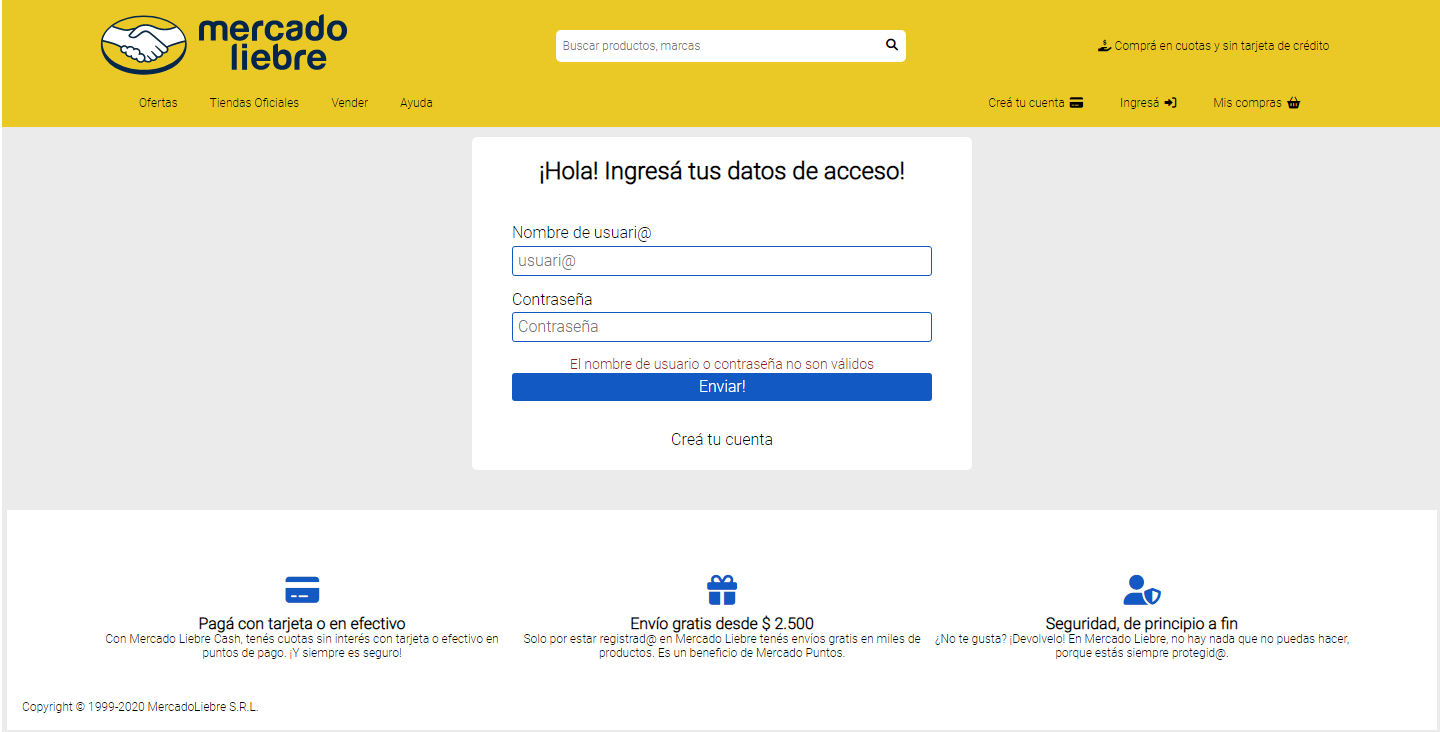 mercado
liebre
Buscar productos, marcas
Comprá en cuotas y sin tarjeta de crédito
Ofertas Tiendas Oficiales Vender Ayuda Creá tu cuenta Ingresá Mis compras
¡Hola! Ingresá tus datos de acceso!
Nombre de usuari@
usuari@
Contraseña
Contraseña
El nombre de usuario o contraseña no son válidos
Enviar!
Creá tu cuenta
Pagá con tarjeta o en efectivo
Con Mercado Liebre Cash, tenés cuotas sin interés con tarjeta o efectivo en
puntos de pago. ¡Y siempre es seguro!
Envío gratis desde $ 2.500
Solo por estar registrad@ en Mercado Liebre tenés envíos gratis en miles de
productos. Es un beneficio de Mercado Puntos.
Seguridad, de principio a fin
¿No te gusta? ¡Devolvelo! En Mercado Liebre, no hay nada que no puedas hacer,
porque estás siempre protegid@.
Copyright © 1999-2020 MercadoLiebre S.R.L.